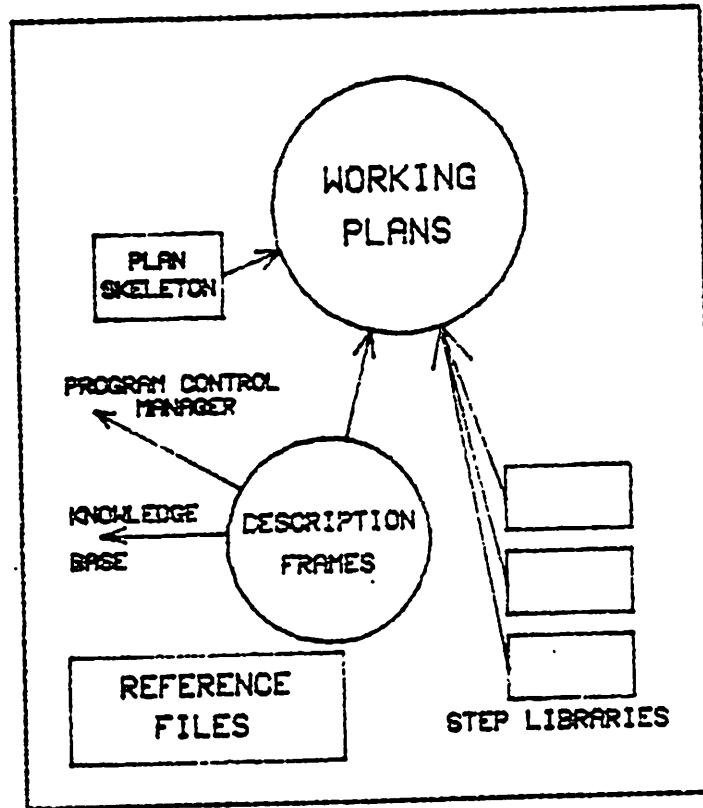 WORKING
PLANS
PLAN
SKELETON
PROGRAM CONTROL
MANAGER
KNOWLEDGE
BASE
DESCRIPTION
FRAMES
REFERENCE
FILES
STEP LIBRARIES